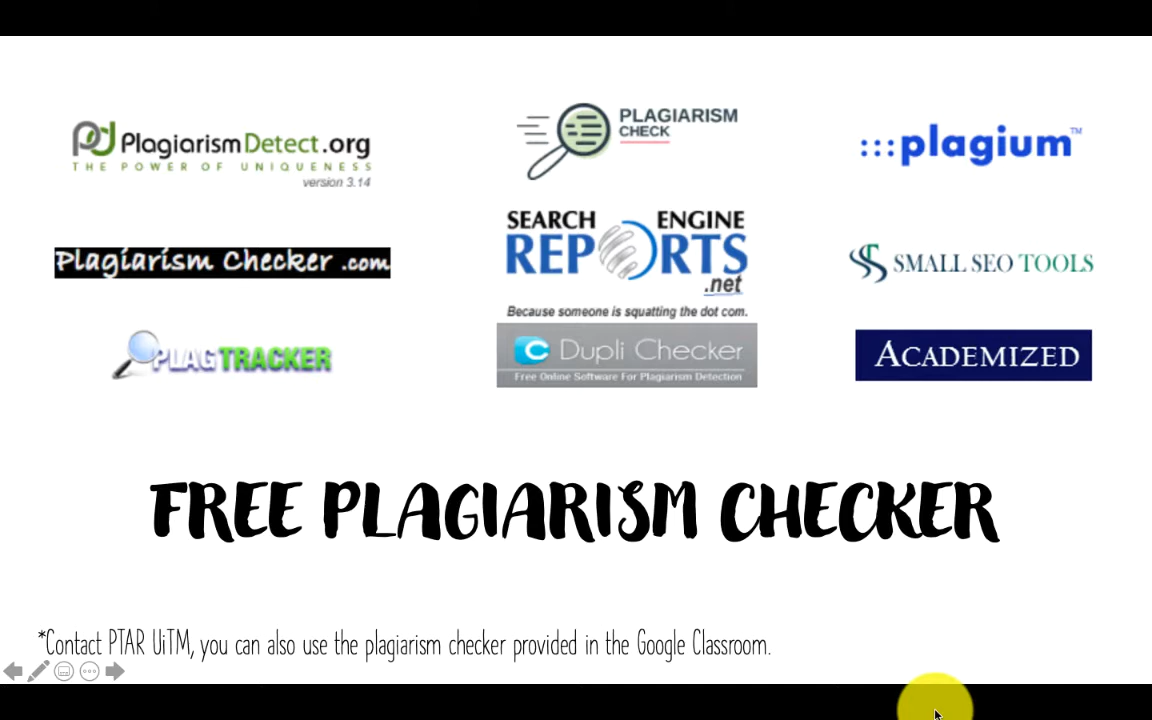 PlagiarismDetect.org
THE POWER OF UNIQUENESS
version 3.14
PLAGIARISM
CHECK
:::plagium™
Plagiarism Checker .com
SEARCH ENGINE
REPORTS
.net
Because someone is squatting the dot com.
SMALL SEO TOOLS
PLAGTRACKER
Dupli Checker
Free Online Software For Plagiarism Detection
ACADEMIZED
FREE PLAGIARISM CHECKER
*Contact PTAR UiTM, you can also use the plagiarism checker provided in the Google Classroom.